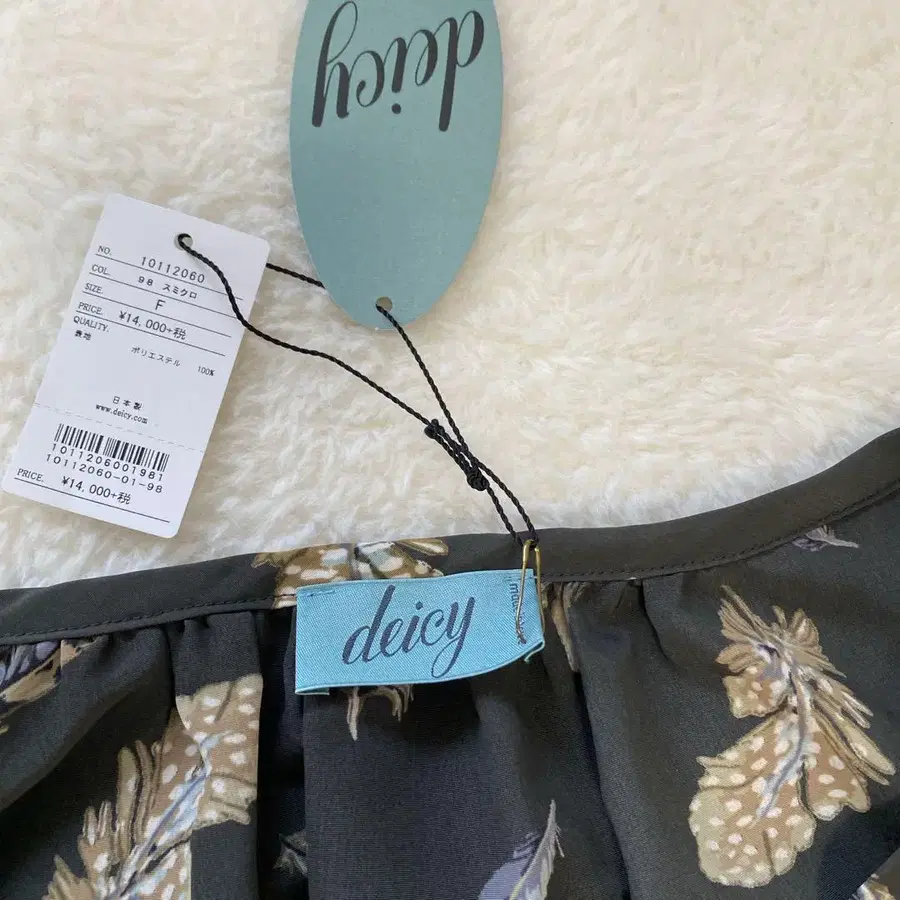 deicy
NO. 10112060
COL. 98 スミクロ
SIZE. F
PRICE. ¥14,000+税
QUALITY.
表地 ポリエステル 100%
日本製
www.deicy.com
1011206001981
10112060-01-98
PRICE. ¥14,000+税
deicy